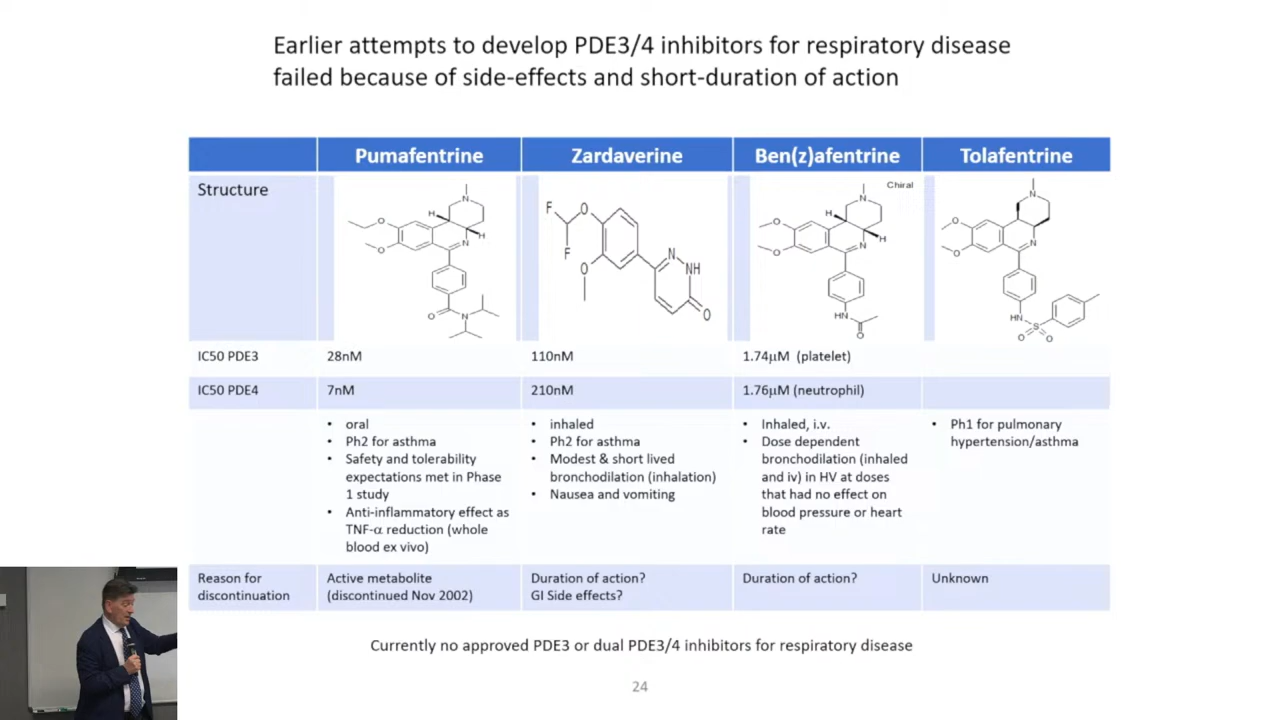 Earlier attempts to develop PDE3/4 inhibitors for respiratory disease
failed because of side-effects and short-duration of action
Pumafentrine
Zardaverine
Ben(z)afentrine
Tolafentrine
Structure
N
H
H
N
O
O
O
N
F
F
O
O
N
NH
O
Chiral
N
H
H
N
O
O
HN
O
N
N
O
O
HN
S
O
O
IC50 PDE3
28nM
110nM
1.74μM (platelet)
IC50 PDE4
7nM
210nM
1.76μM (neutrophil)
• oral
• Ph2 for asthma
• Safety and tolerability
expectations met in Phase
1 study
• Anti-inflammatory effect as
TNF-α reduction (whole
blood ex vivo)
• inhaled
• Ph2 for asthma
• Modest & short lived
bronchodilation (inhalation)
• Nausea and vomiting
• Inhaled, i.v.
• Dose dependent
bronchodilation (inhaled
and iv) in HV at doses
that had no effect on
blood pressure or heart
rate
• Ph1 for pulmonary
hypertension/asthma
Reason for
discontinuation
Active metabolite
(discontinued Nov 2002)
Duration of action?
GI Side effects?
Duration of action?
Unknown
Currently no approved PDE3 or dual PDE3/4 inhibitors for respiratory disease
24